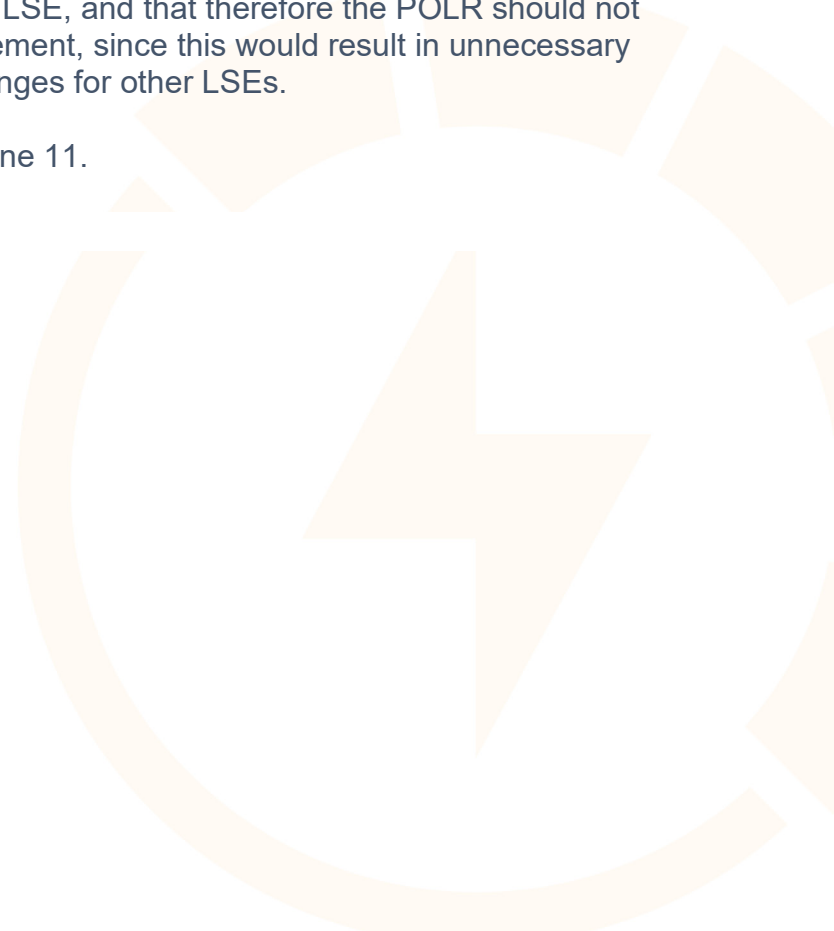 LSE, and that therefore the POLR should not
ement, since this would result in unnecessary
nges for other LSEs.
ne 11.